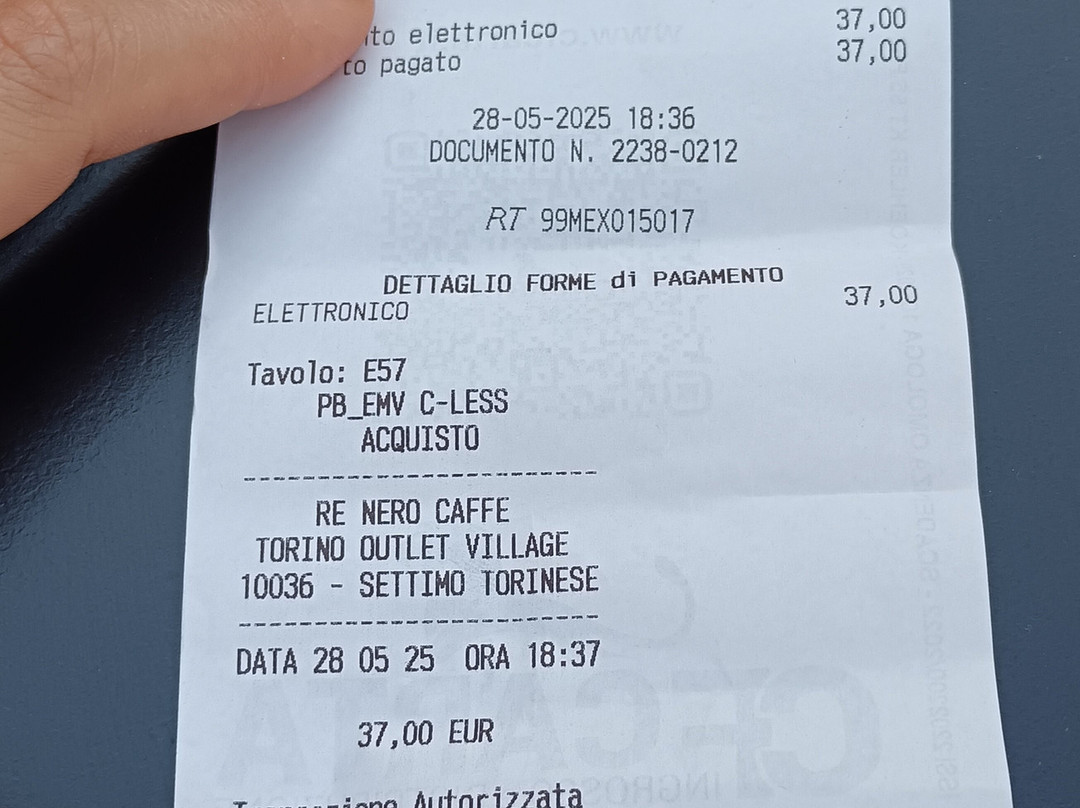 elettronico 37,00
pagato 37,00
28-05-2025 18:36
DOCUMENTO N. 2238-0212
RT 99MEX015017
DETTAGLIO FORME di PAGAMENTO
ELETTRONICO 37,00
Tavolo: E57
PB_EMV C-LESS
ACQUISTO
RE NERO CAFFE
TORINO OUTLET VILLAGE
10036 - SETTIMO TORINESE
DATA 28 05 25 ORA 18:37
37,00 EUR
Autorizzata